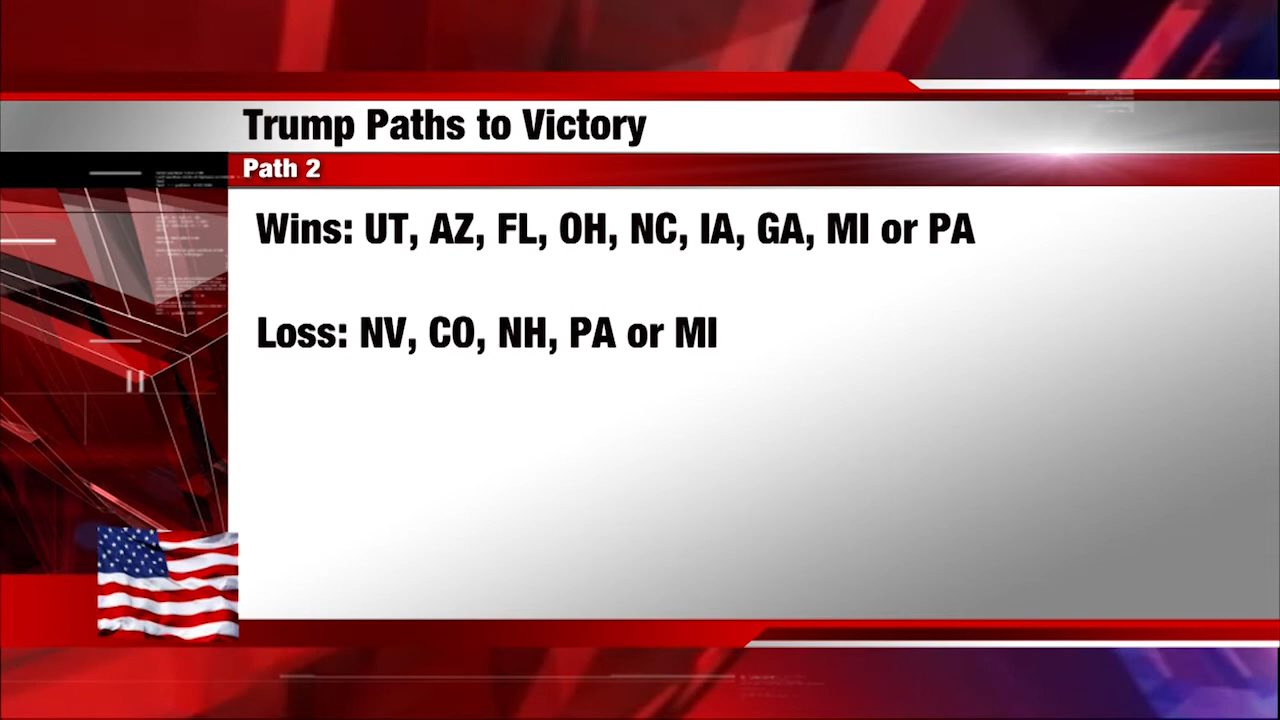 Trump Paths to Victory
Path 2
Wins: UT, AZ, FL, OH, NC, IA, GA, MI or PA
Loss: NV, CO, NH, PA or MI